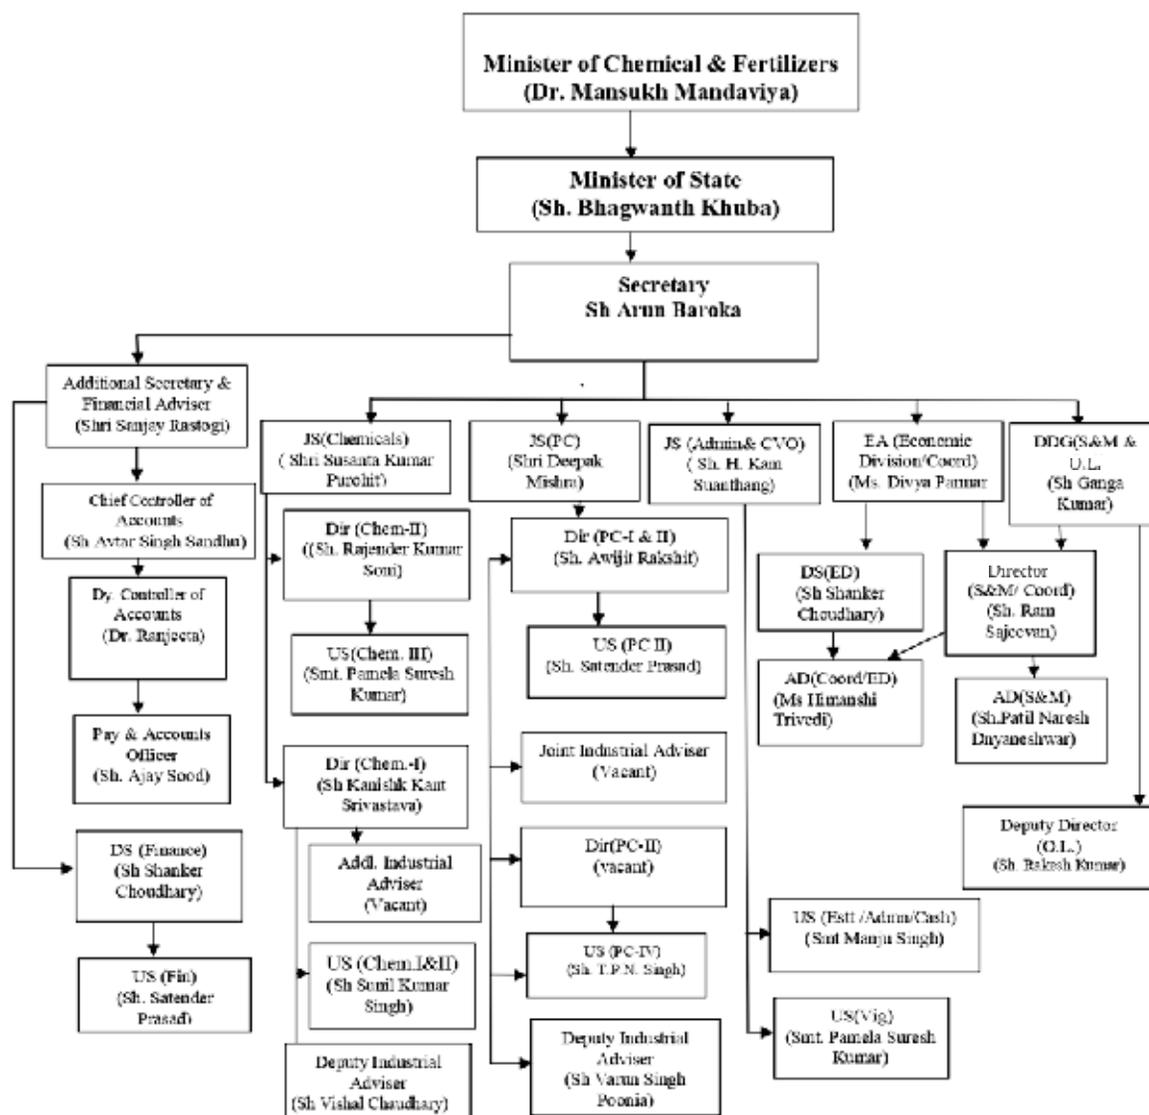 Minister of Chemical & Fertilizers
(Dr. Mansukh Mandaviya)
Minister of State
(Sh. Bhagwanth Khuba)
Secretary
Sh Arun Baroka
Additional Secretary &
Financial Adviser
(Shri Sanjay Rastogi)
Chief Controller of
Accounts
(Sh Avtar Singh Sandhu)
Dy. Controller of
Accounts
(Dr. Ranjeeta)
Pay & Accounts
Officer
(Sh. Ajay Sood)
DS (Finance)
(Sh Shanker
Choudhary)
US (Fin)
(Sh. Satender
Prasad)
JS(Chemicals)
( Shri Susanta Kumar
Purohit)
Dir (Chem-II)
((Sh. Rajender Kumar
Soni)
US(Chem. III)
(Smt. Pamela Suresh
Kumar)
Dir (Chem.-I)
(Sh Kanishk Kant
Srivastava)
Addl. Industrial
Adviser
(Vacant)
US (Chem.I&II)
(Sh Sunil Kumar
Singh)
Deputy Industrial
Adviser
(Sh Vishal Chaudhary)
JS(PC)
(Shri Deepak
Mishra)
Dir (PC-I & II)
(Sh. Awijit Rakshit)
US (PC II)
(Sh. Satender Prasad)
Joint Industrial Adviser
(Vacant)
Dir(PC-II)
(vacant)
US (PC-IV)
(Sh. T.P.N. Singh)
Deputy Industrial
Adviser
(Sh Varun Singh
Poonia)
JS (Admin& CVO)
( Sh. H. Kam
Suanthang)
US (Estt /Admn/Cash)
(Smt Manju Singh)
US(Vig)
(Smt. Pamela Suresh
Kumar)
EA (Economic
Division/Coord)
(Ms. Divya Parmar
DS(ED)
(Sh Shanker
Choudhary)
AD(Coord/ED)
(Ms Himanshi
Trivedi)
DDG(S&M &
O.L.
(Sh Ganga
Kumar)
Director
(S&M/ Coord)
(Sh. Ram
Sajeevan)
AD(S&M)
(Sh.Patil Naresh
Dnyaneshwar)
Deputy Director
(O.L.)
(Sh. Rakesh Kumar)